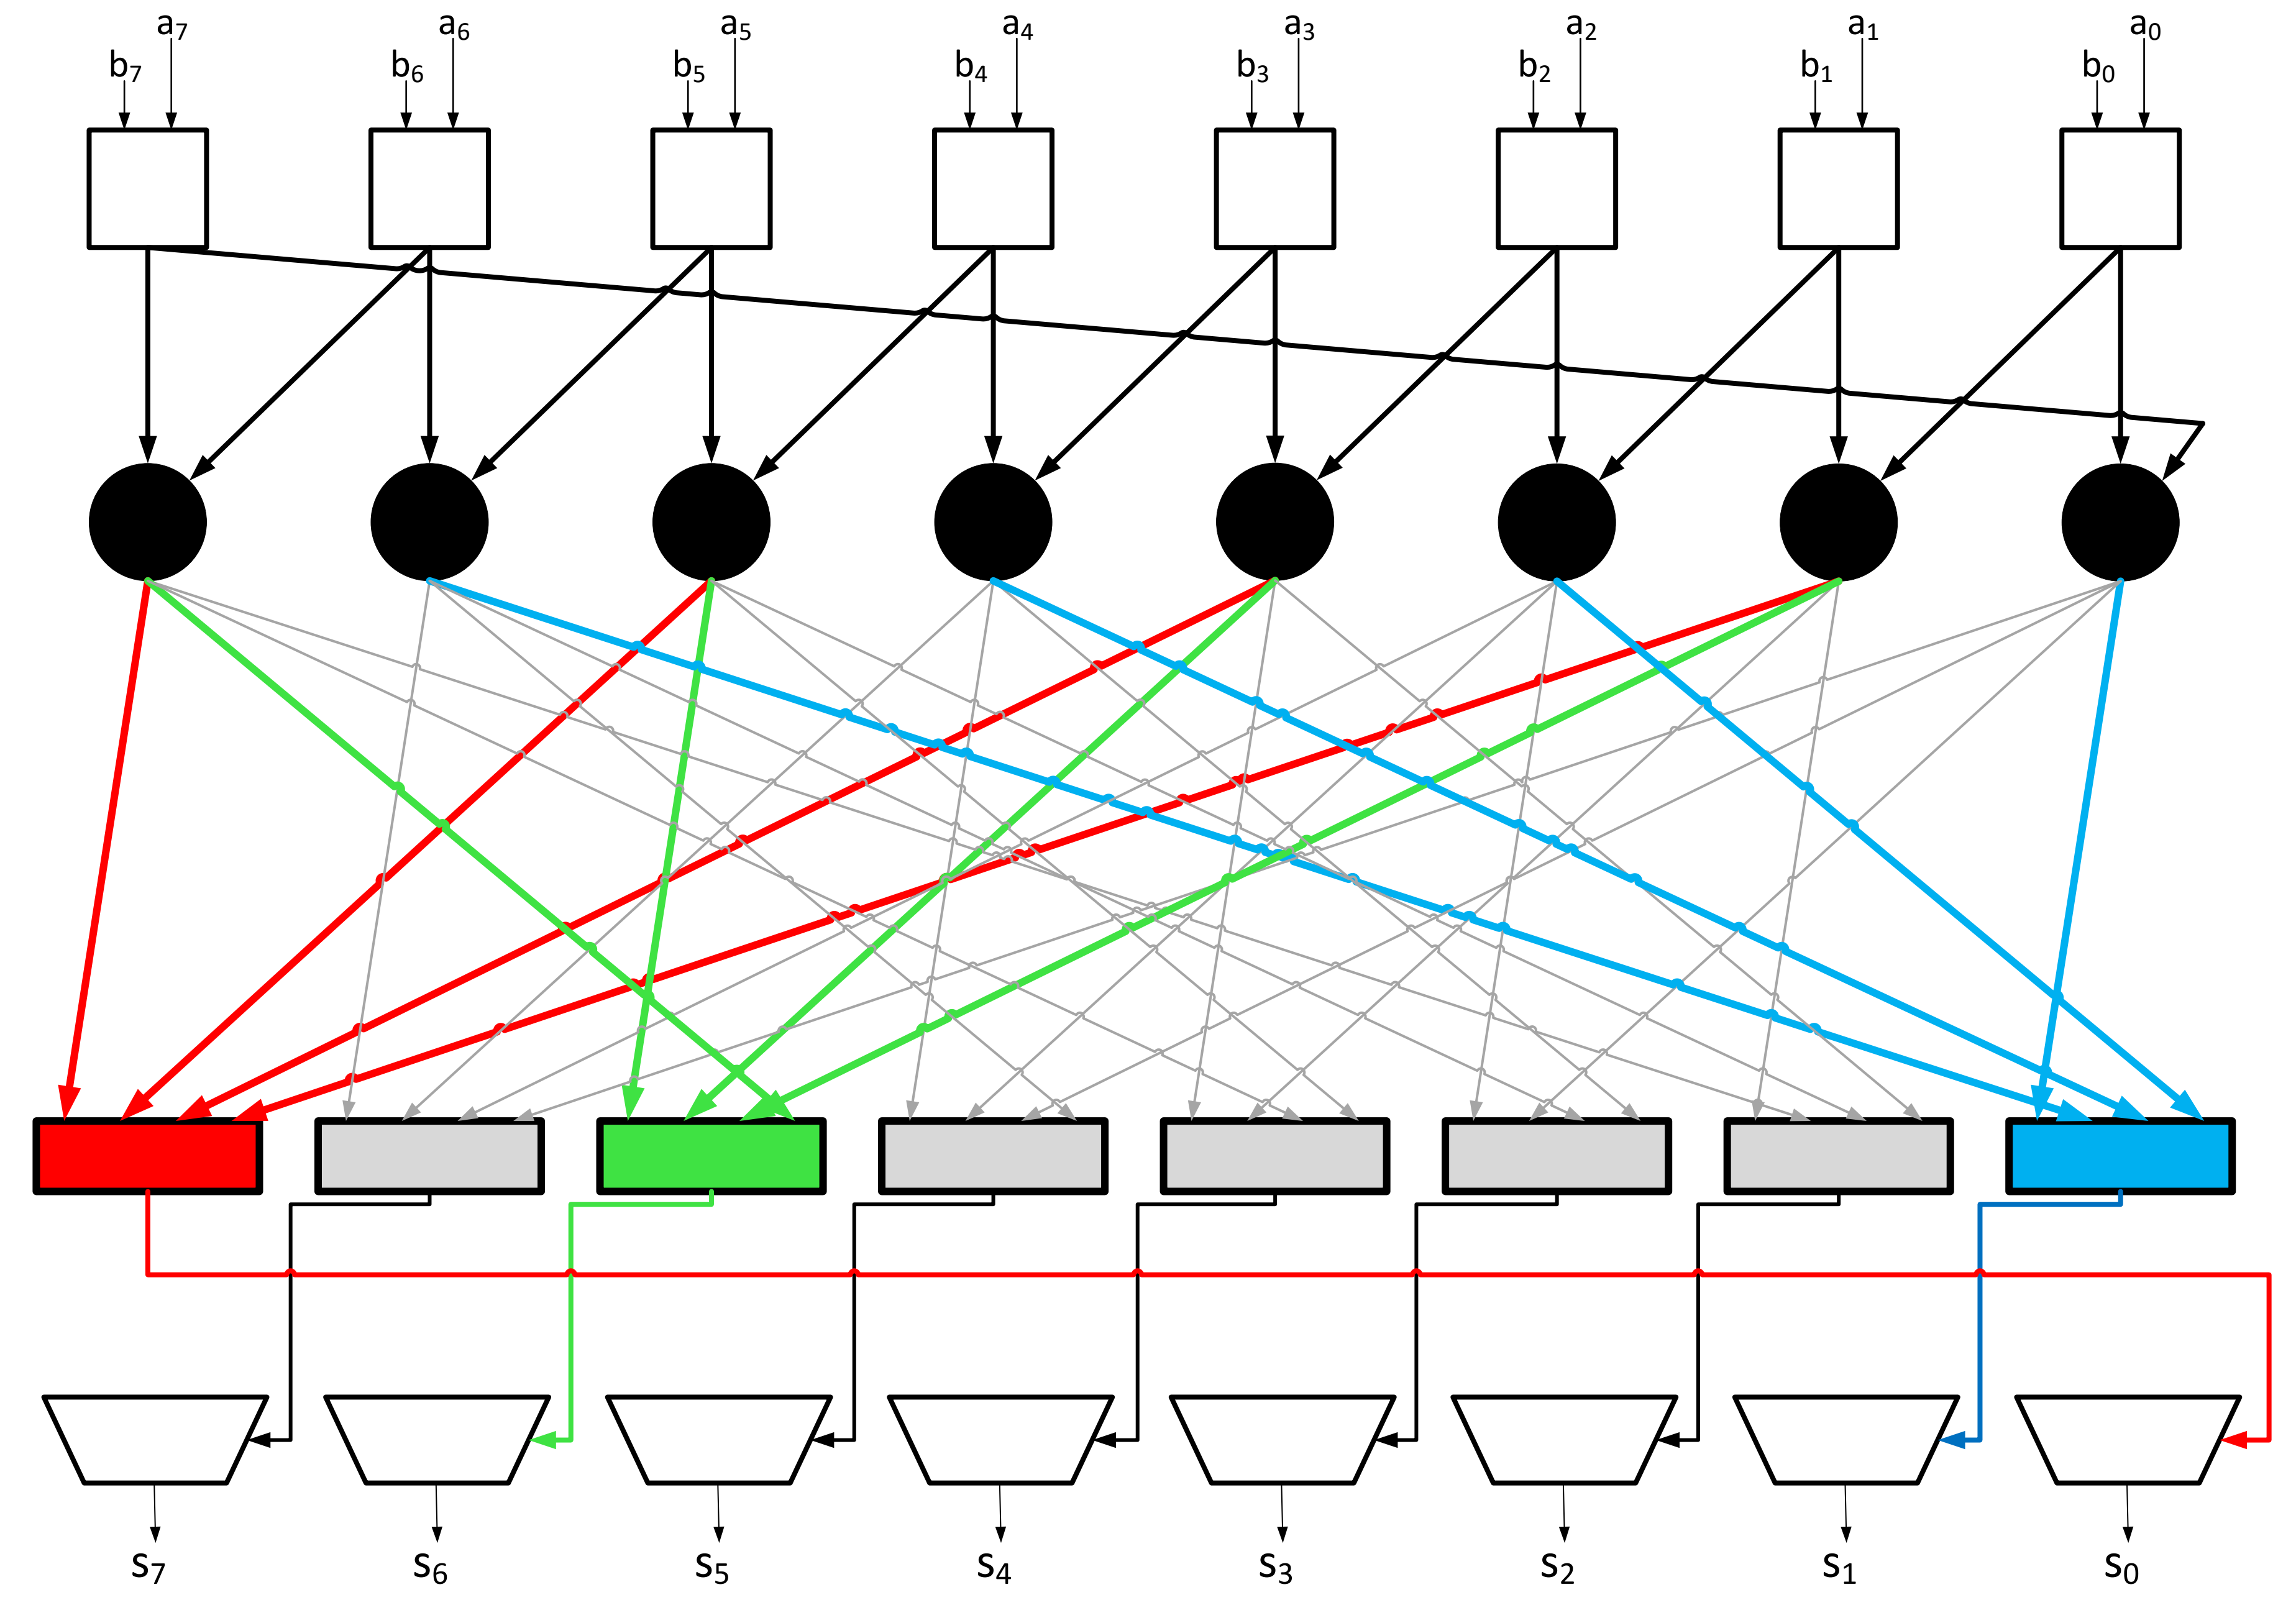 a₇ a₆ a₅ a₄ a₃ a₂ a₁ a₀
b₇ b₆ b₅ b₄ b₃ b₂ b₁ b₀
s₇ s₆ s₅ s₄ s₃ s₂ s₁ s₀